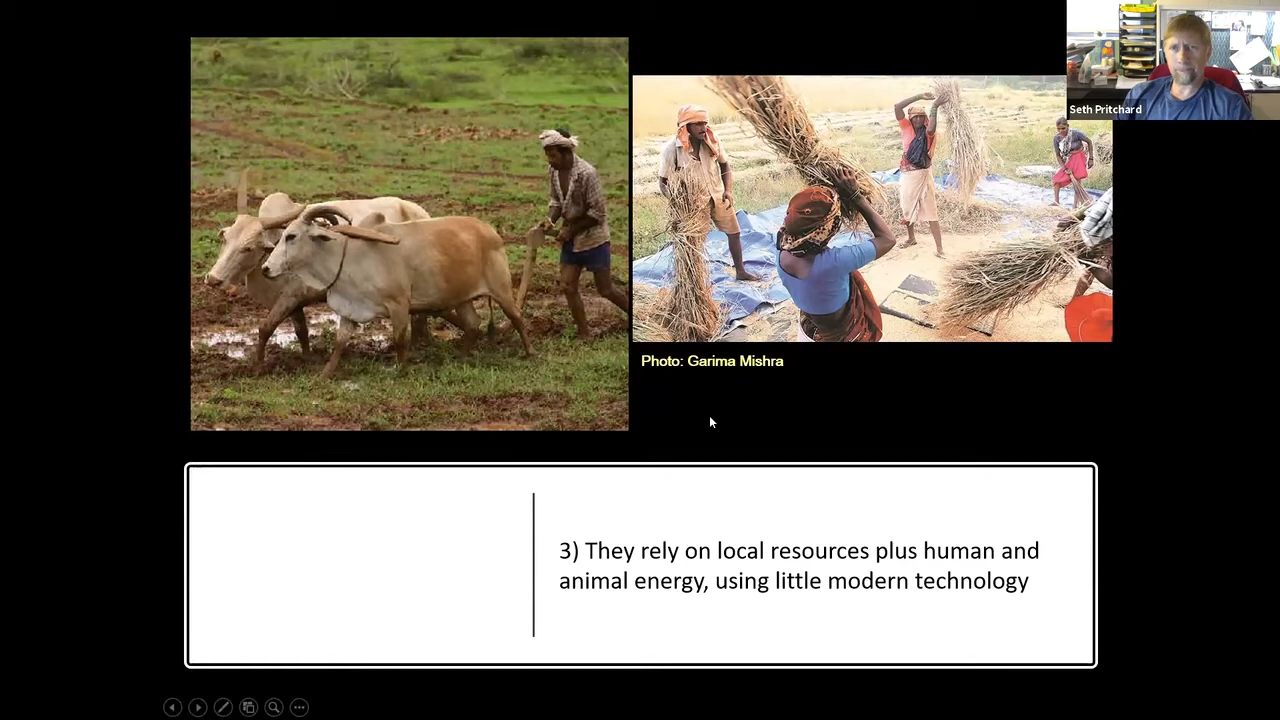 Seth Pritchard
Photo: Garima Mishra
3) They rely on local resources plus human and
animal energy, using little modern technology